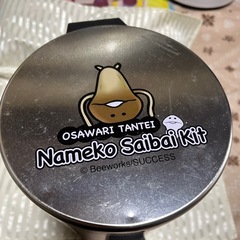 OSAWARI TANTEI
Nameko Saibai Kit
© Beeworks/SUCCESS